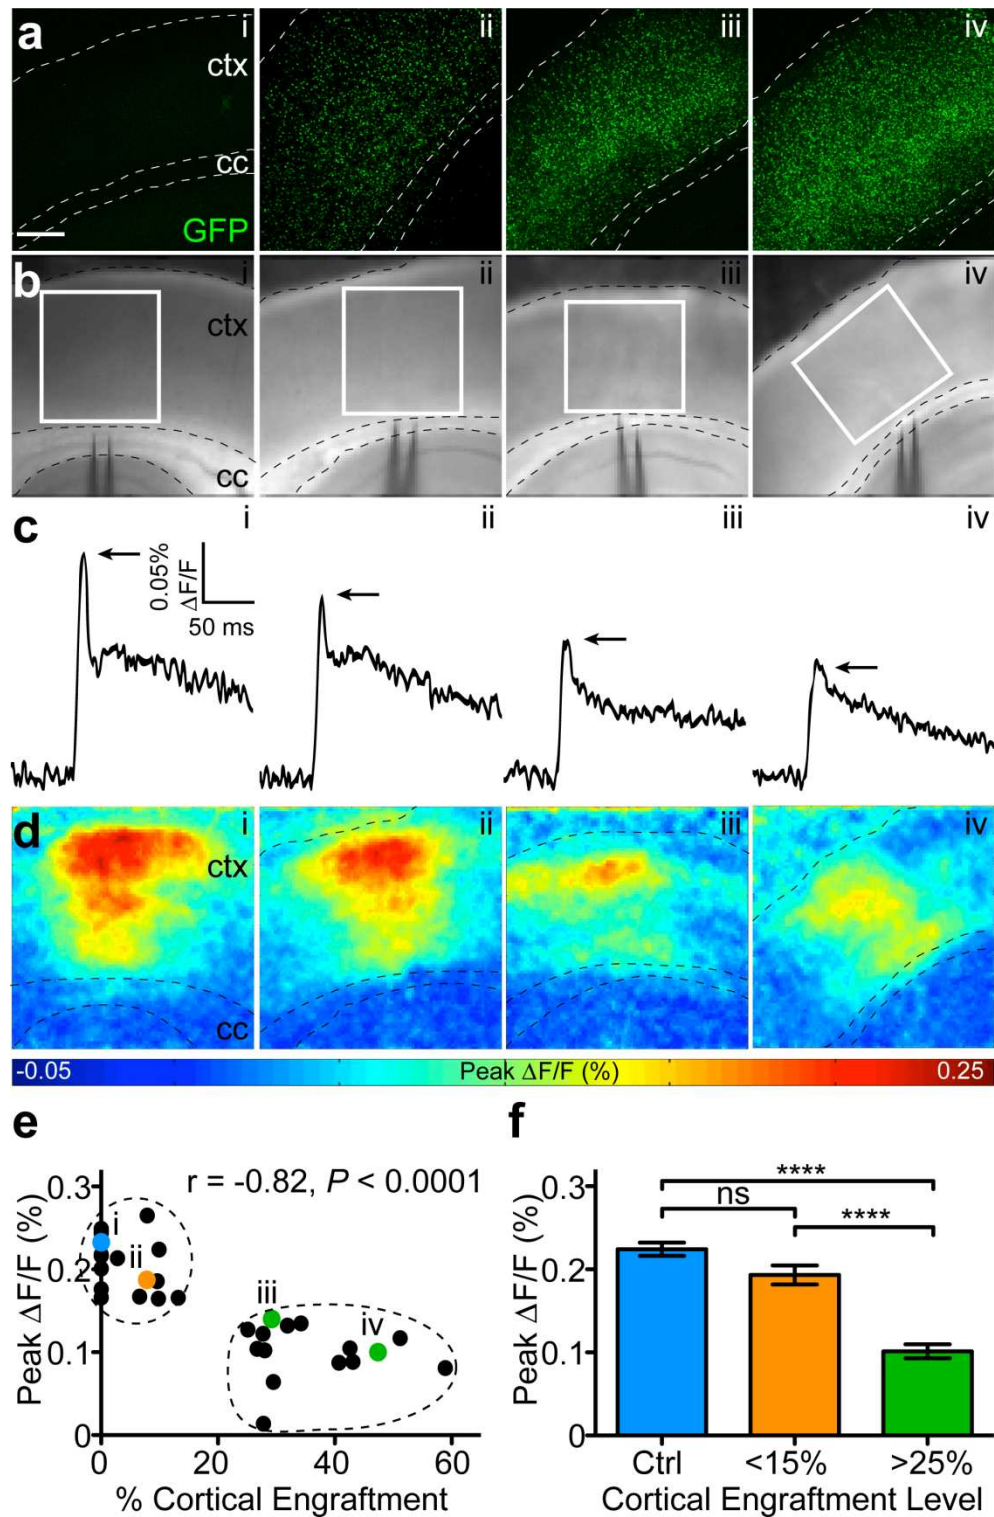 a i ii iii iv
ctx
cc
GFP
b i ii iii iv
ctx
cc
c i ii iii iv
0.05%
ΔF/F
50 ms
d i ii iii iv
ctx
cc
-0.05 Peak ΔF/F (%) 0.25
e
r = -0.82, P < 0.0001
Peak ΔF/F (%)
0.3
0.2
0.1
0
i
ii
iii
iv
0 20 40 60
% Cortical Engraftment
f
Peak ΔF/F (%)
0.3
0.2
0.1
0
****
ns
****
Ctrl <15% >25%
Cortical Engraftment Level